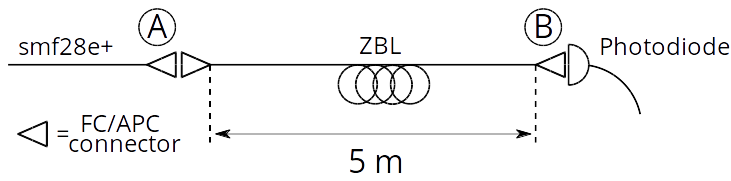 A
B
smf28e+
ZBL
Photodiode
= FC/APC
connector
5 m